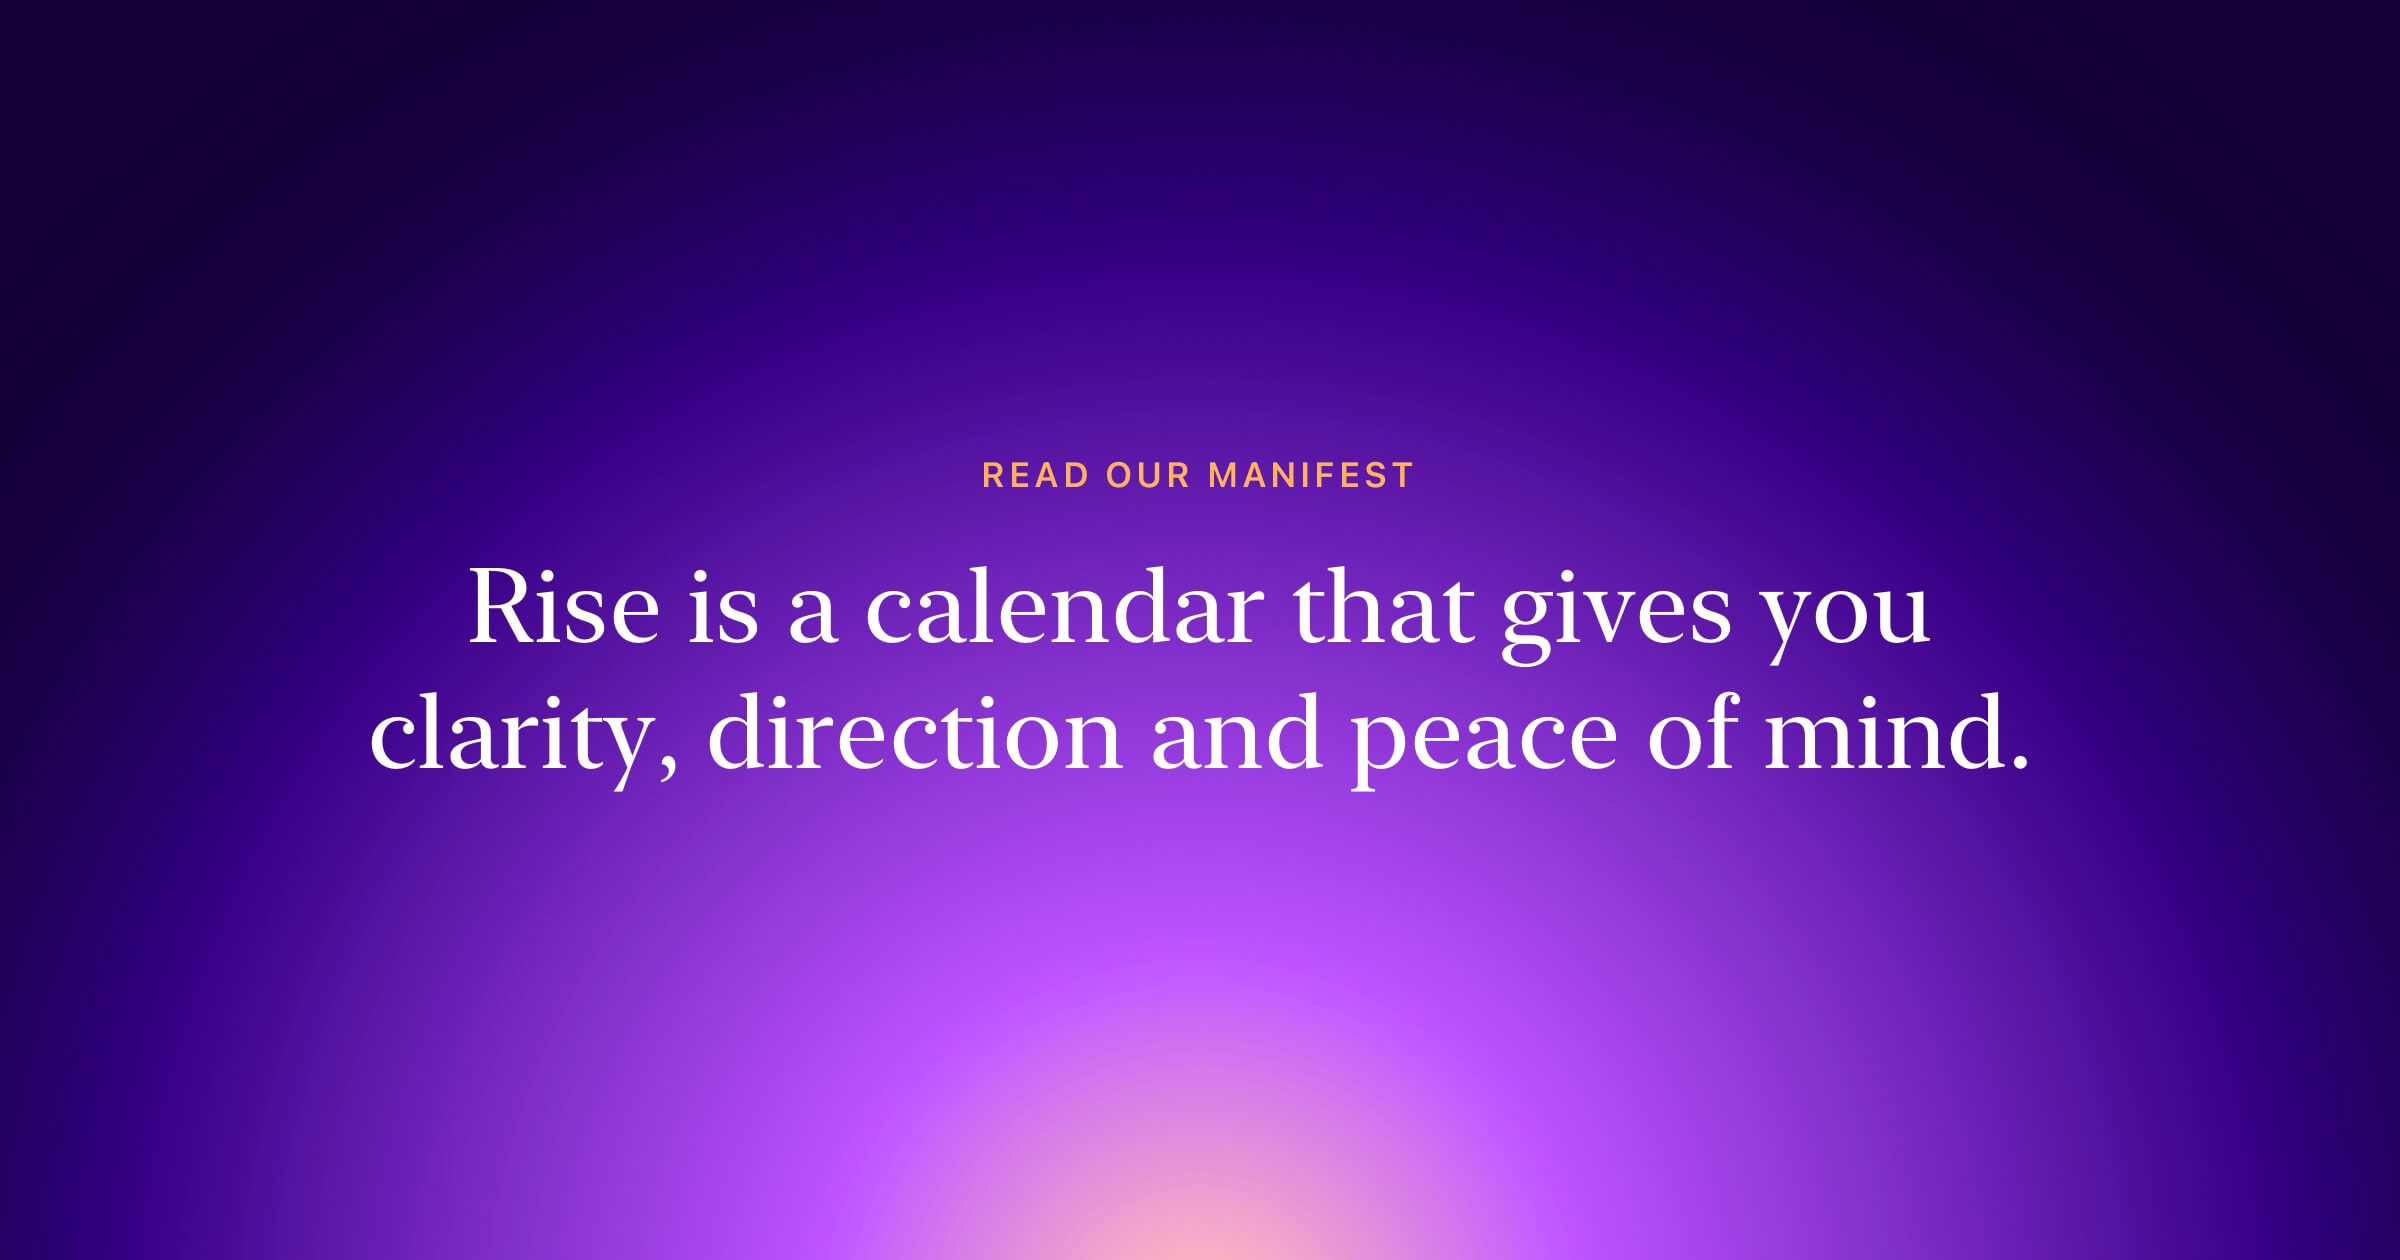 READ OUR MANIFEST
Rise is a calendar that gives you
clarity, direction and peace of mind.